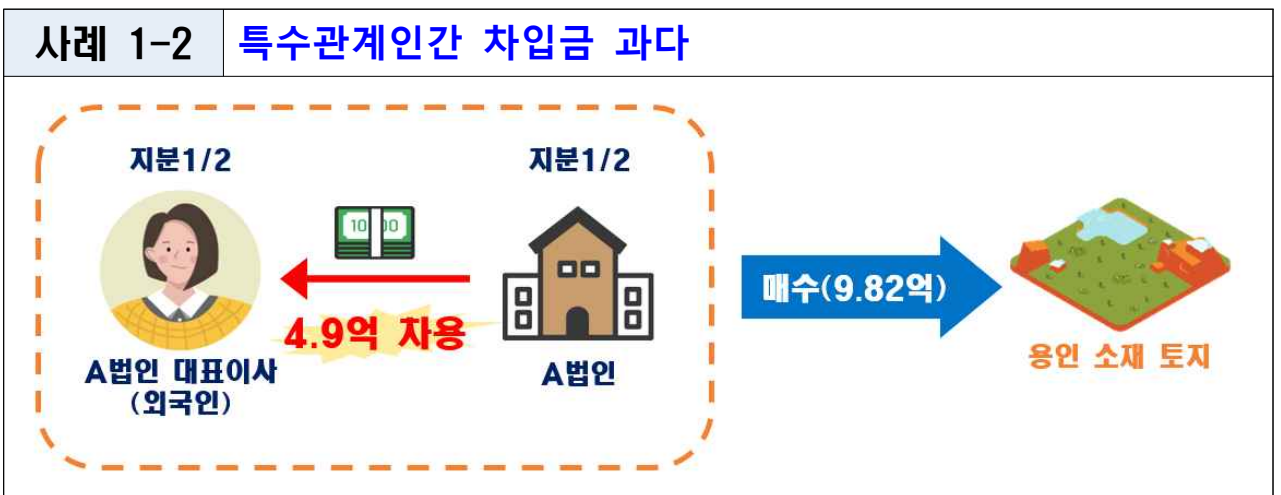 사례 1-2 특수관계인간 차입금 과다
지분1/2
지분1/2
4.9억 차용
A법인 대표이사
(외국인)
A법인
매수(9.82억)
용인 소재 토지